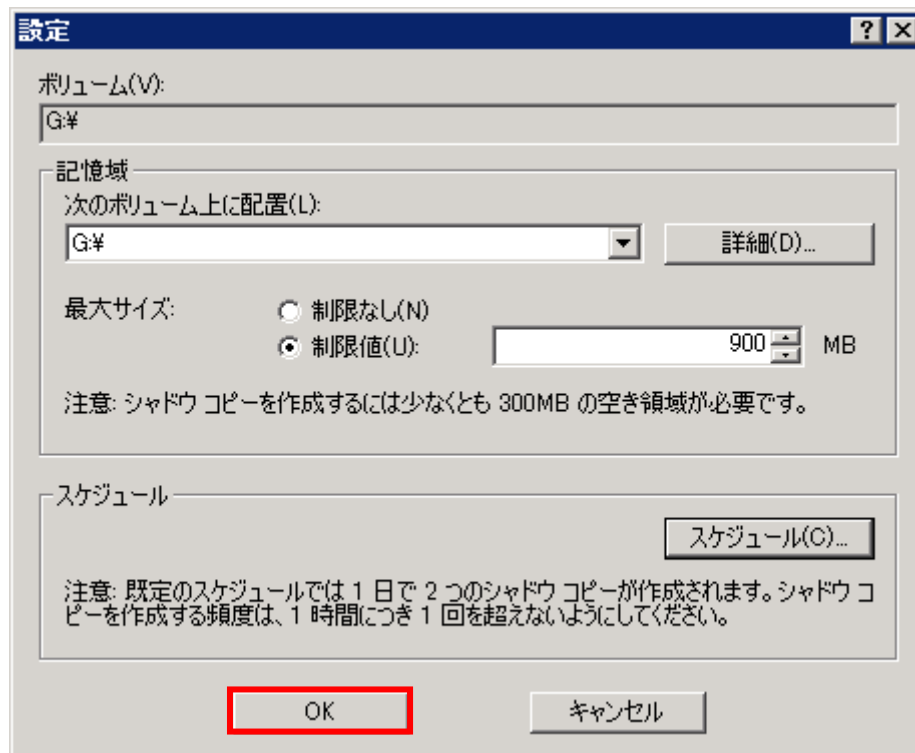 設定
ボリューム(V):
G:¥
記憶域
次のボリューム上に配置(L):
G:¥
詳細(D)...
最大サイズ:
制限なし(N)
制限値(U):
900
MB
注意: シャドウ コピーを作成するには少なくとも 300MB の空き領域が必要です。
スケジュール
スケジュール(C)...
注意: 既定のスケジュールでは 1 日で 2 つのシャドウ コピーが作成されます。シャドウ コ
ピーを作成する頻度は、1 時間につき 1 回を超えないようにしてください。
OK
キャンセル